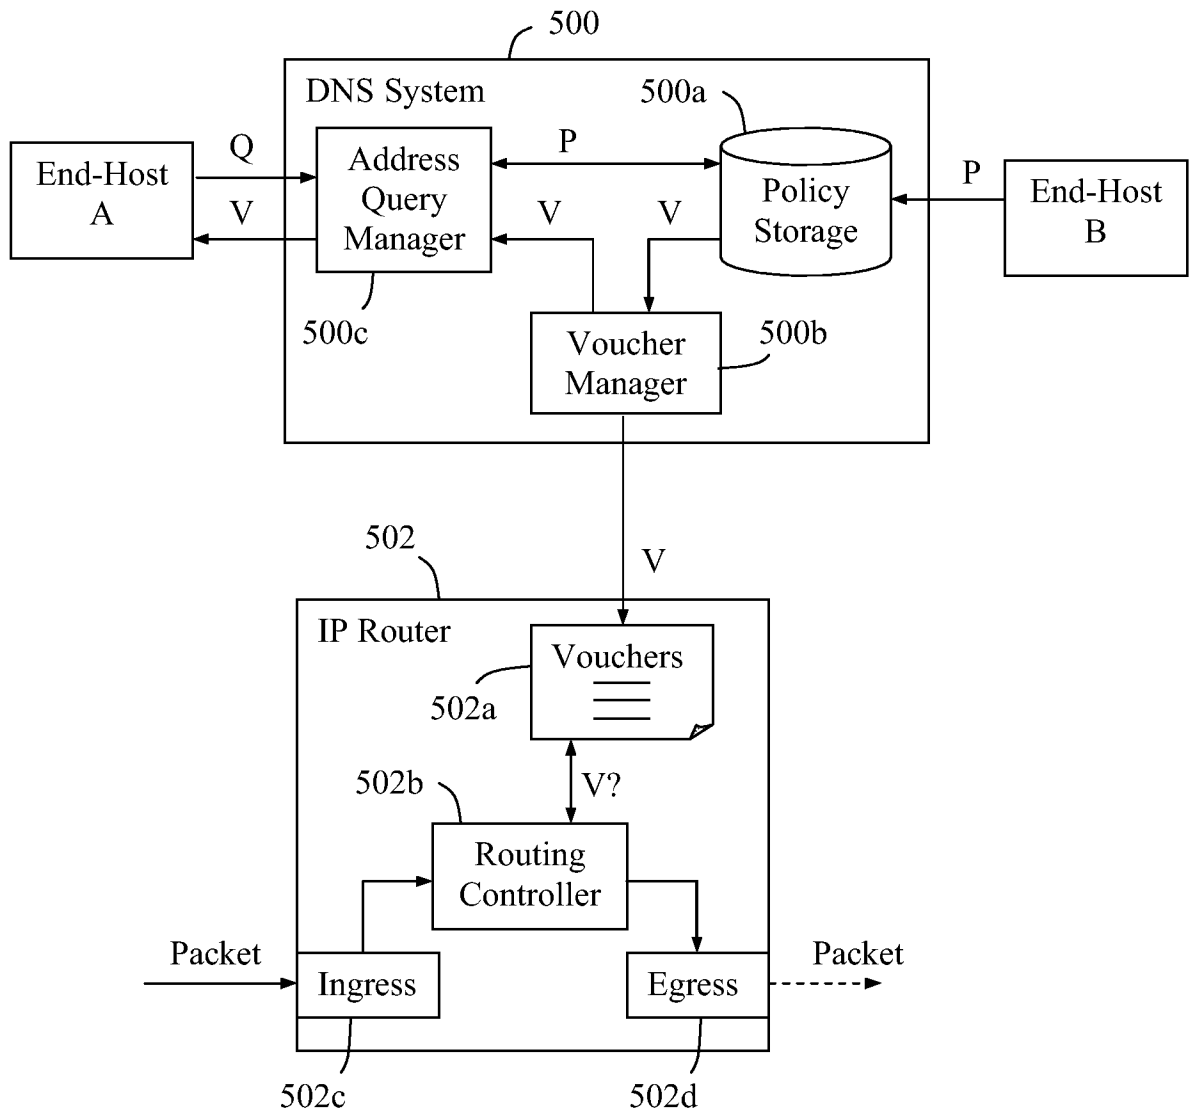 500
DNS System
500a
End-Host
A
Q
V
Address
Query
Manager
P
V
V
Policy
Storage
P
End-Host
B
500c
Voucher
Manager
500b
502
V
IP Router
Vouchers
502a
502b
V?
Routing
Controller
Packet
Ingress
Egress
Packet
502c
502d